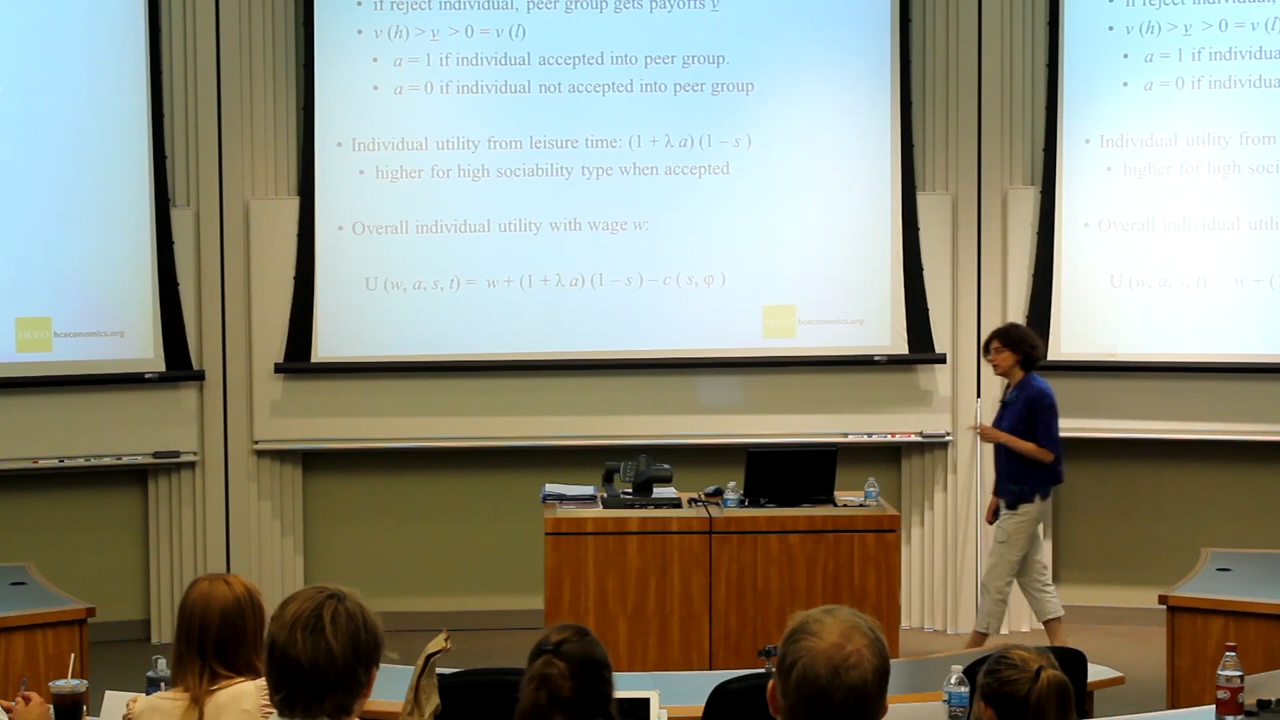 • if reject individual, peer group gets payoffs v
• v (h) > v > 0 = v (l)
• a = 1 if individual accepted into peer group.
• a = 0 if individual not accepted into peer group
• Individual utility from leisure time: (1 + λ a) (1 – s )
• higher for high sociability type when accepted
• Overall individual utility with wage w:
U (w, a, s, t) = w + (1 + λ a) (1 – s ) – c ( s, φ )
hceconomics.org
• if reject individual,
• v (h) > v > 0 = v (l)
• a = 1 if individua
• a = 0 if individua
• Individual utility from
• higher for high soci
• Overall individual utili
U (w, a, s, t) = w + (
hceconomics.org